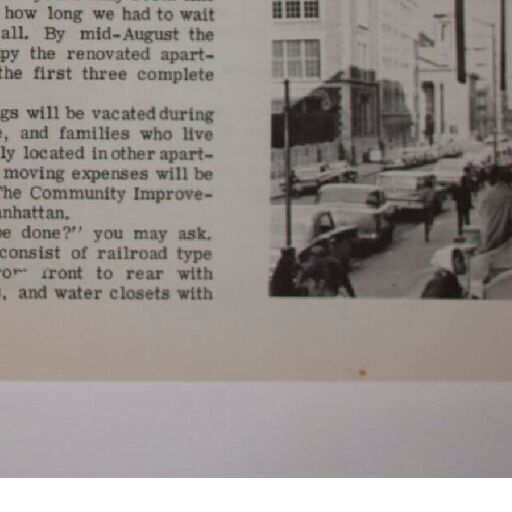 how long we had to wait
all. By mid-August the
py the renovated apart-
the first three complete
gs will be vacated during
e, and families who live
ly located in other apart-
moving expenses will be
The Community Improve-
anhattan.
be done?" you may ask.
consist of railroad type
front to rear with
s, and water closets with